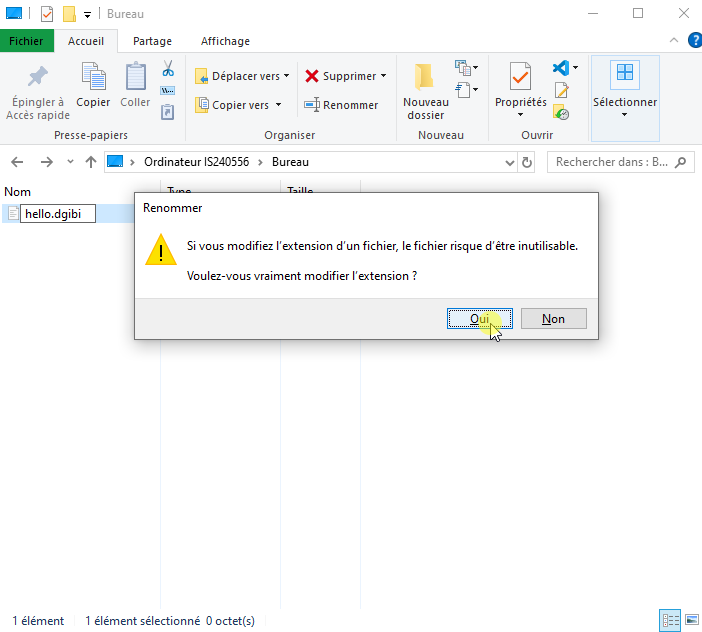 Bureau
Fichier
Accueil
Partage
Affichage
?
Épingler à
Accès rapide
Copier
Coller
Déplacer vers
Copier vers
Supprimer
Renommer
Nouveau
dossier
Propriétés
Sélectionner
Presse-papiers
Organiser
Nouveau
Ouvrir
Ordinateur IS240556 > Bureau
Rechercher dans : B...
Nom
Type
Taille
hello.dgibi
Renommer
Si vous modifiez l'extension d'un fichier, le fichier risque d'être inutilisable.
Voulez-vous vraiment modifier l'extension ?
Oui
Non
1 élément
1 élément sélectionné 0 octet(s)